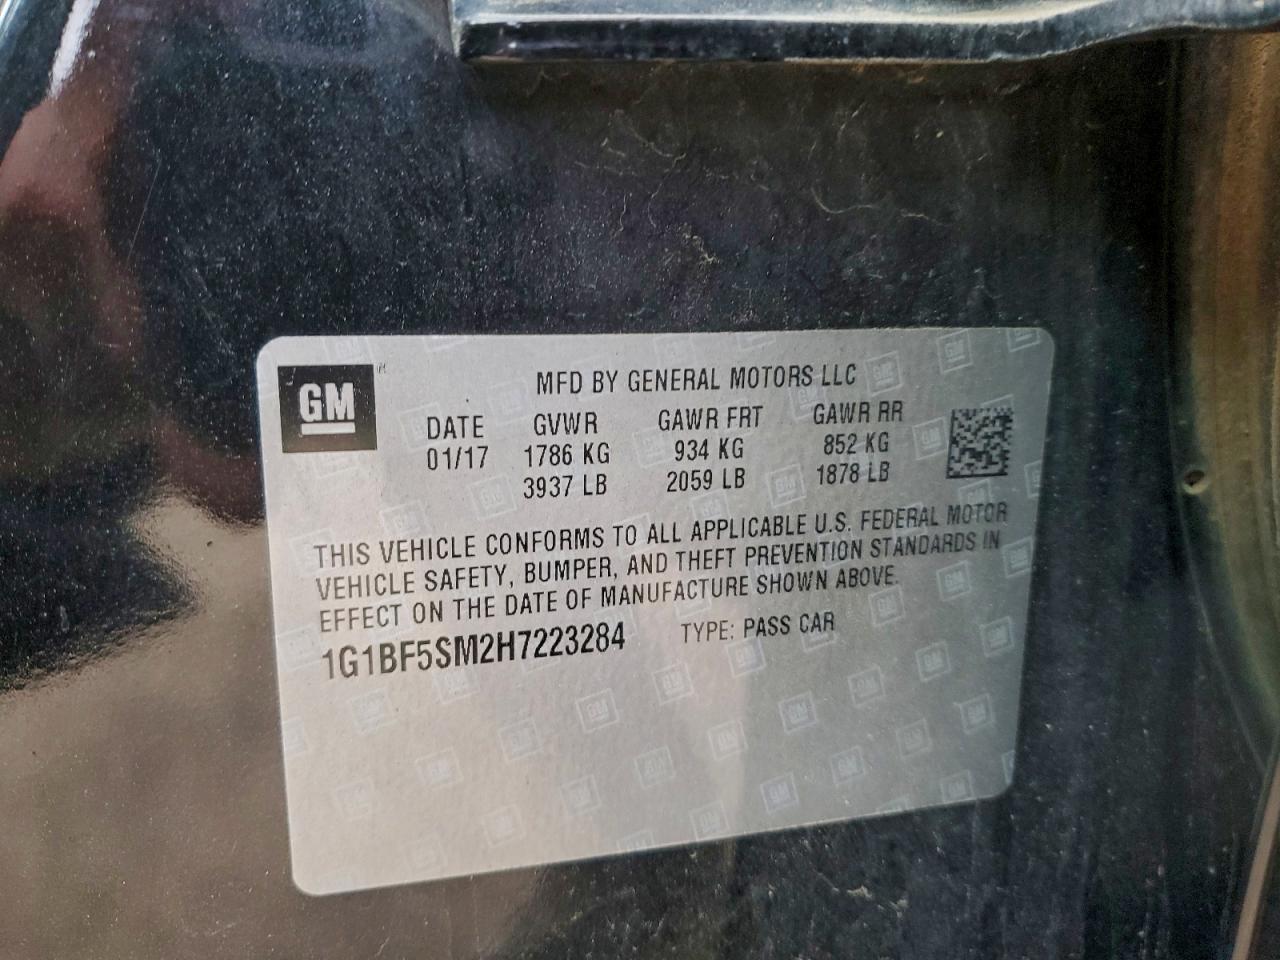 GM
MFD BY GENERAL MOTORS LLC
DATE GVWR GAWR FRT GAWR RR
01/17 1786 KG 934 KG 852 KG
3937 LB 2059 LB 1878 LB
THIS VEHICLE CONFORMS TO ALL APPLICABLE U.S. FEDERAL MOTOR
VEHICLE SAFETY, BUMPER, AND THEFT PREVENTION STANDARDS IN
EFFECT ON THE DATE OF MANUFACTURE SHOWN ABOVE.
1G1BF5SM2H7223284 TYPE: PASS CAR